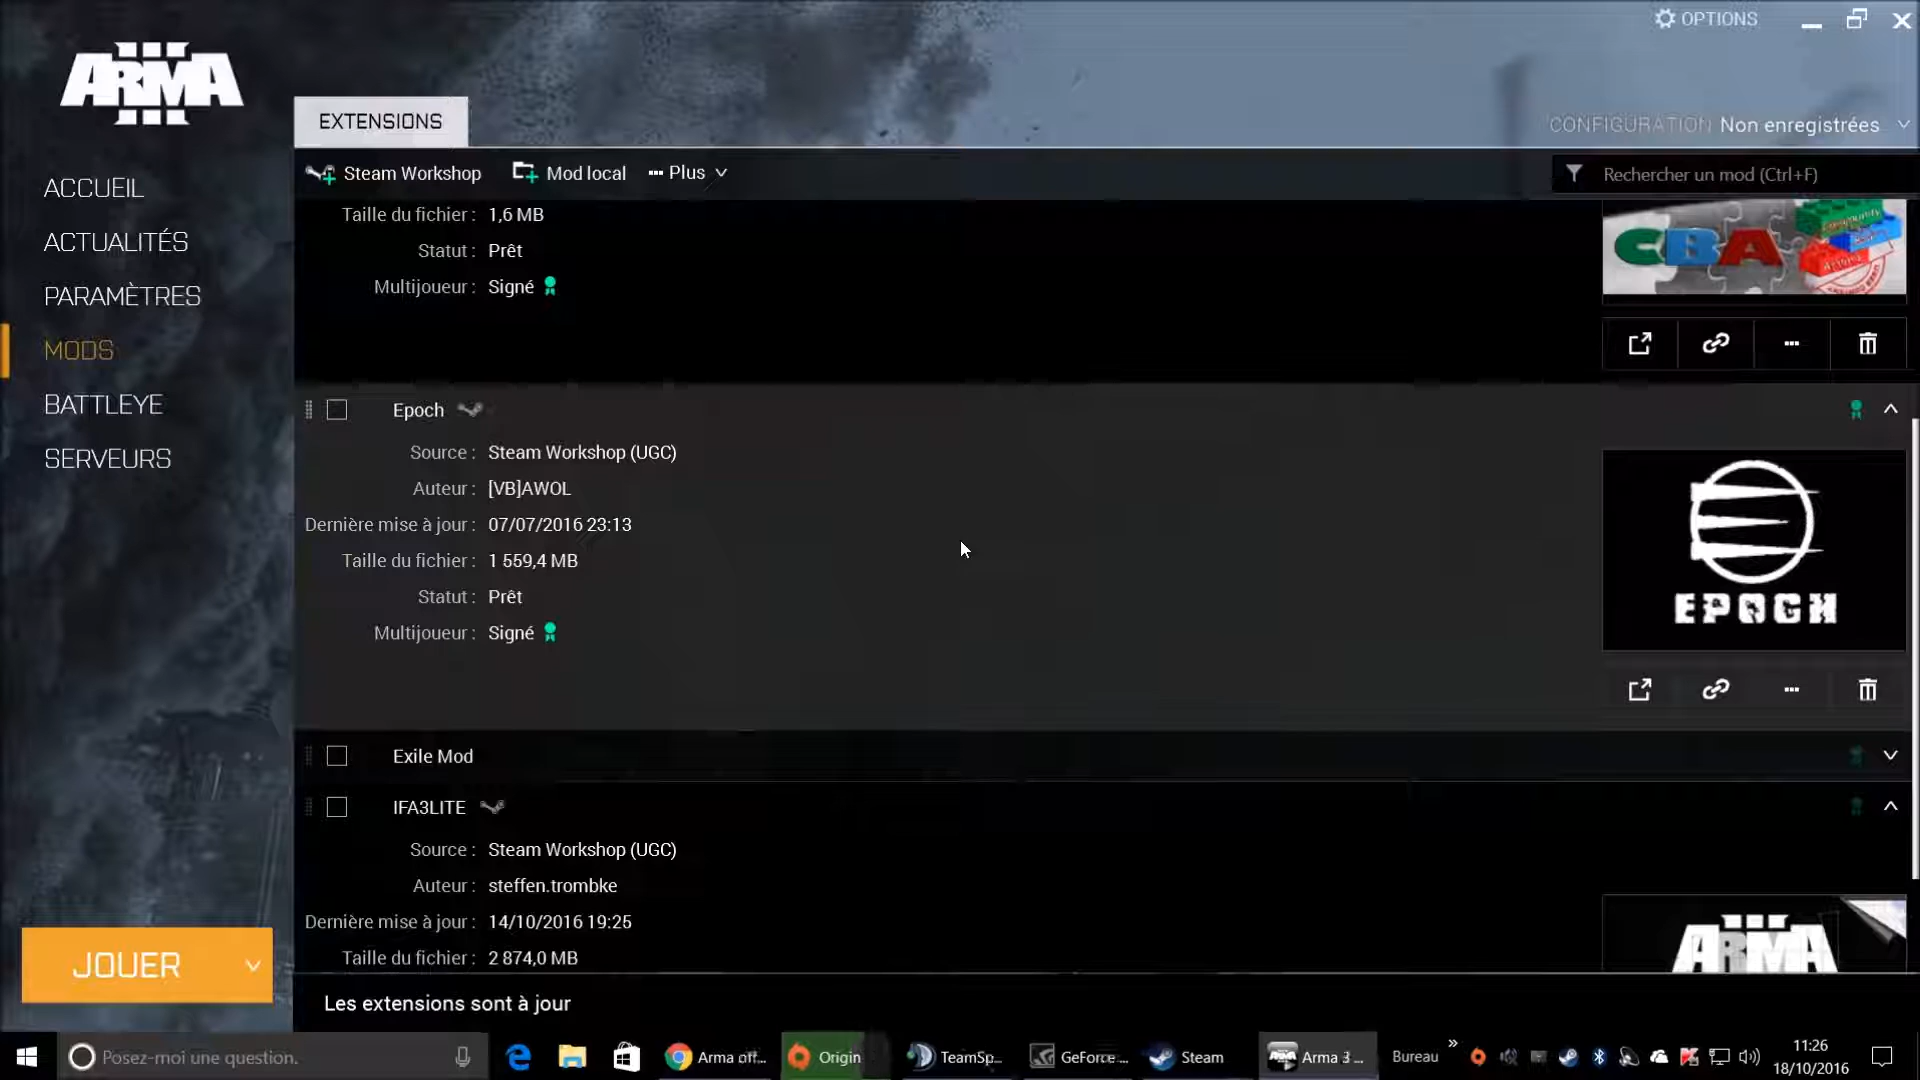 OPTIONS
ARMA III
EXTENSIONS
CONFIGURATION Non enregistrées
Steam Workshop
Mod local
Plus
Rechercher un mod (Ctrl+F)
ACCUEIL
ACTUALITÉS
PARAMÈTRES
MODS
BATTLEYE
SERVEURS
Taille du fichier : 1,6 MB
Statut : Prêt
Multijoueur : Signé
CBA
Epoch
Source : Steam Workshop (UGC)
Auteur : [VB]AWOL
Dernière mise à jour : 07/07/2016 23:13
Taille du fichier : 1 559,4 MB
Statut : Prêt
Multijoueur : Signé
EPOCH
Exile Mod
IFA3LITE
Source : Steam Workshop (UGC)
Auteur : steffen.trombke
Dernière mise à jour : 14/10/2016 19:25
Taille du fichier : 2 874,0 MB
ARMA
JOUER
Les extensions sont à jour
Posez-moi une question.
Arma off...
Origin
TeamSp...
GeForce ...
Steam
Arma 3 ...
Bureau
11:26
18/10/2016